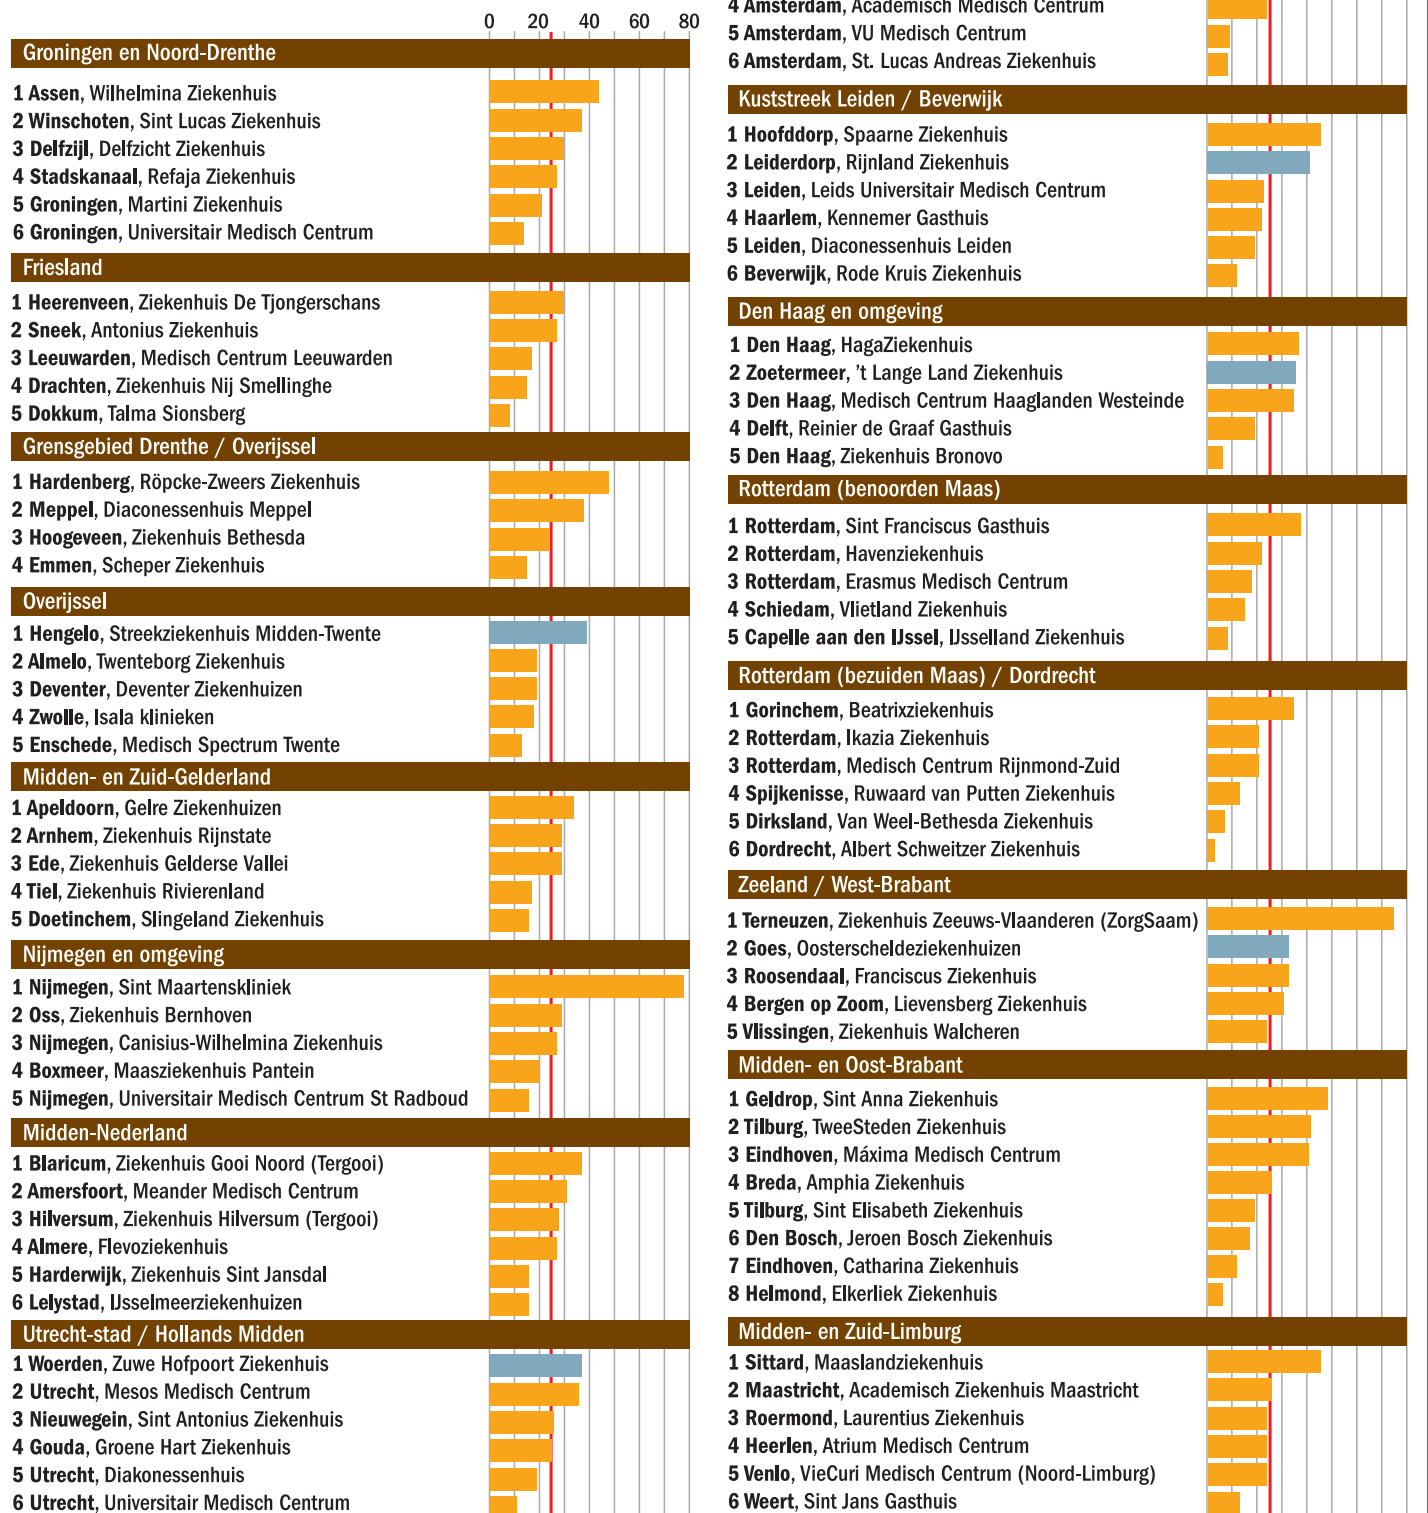 0 20 40 60 80
Groningen en Noord-Drenthe
1 Assen, Wilhelmina Ziekenhuis
2 Winschoten, Sint Lucas Ziekenhuis
3 Delfzijl, Delfzicht Ziekenhuis
4 Stadskanaal, Refaja Ziekenhuis
5 Groningen, Martini Ziekenhuis
6 Groningen, Universitair Medisch Centrum
Friesland
1 Heerenveen, Ziekenhuis De Tjongerschans
2 Sneek, Antonius Ziekenhuis
3 Leeuwarden, Medisch Centrum Leeuwarden
4 Drachten, Ziekenhuis Nij Smellinghe
5 Dokkum, Talma Sionsberg
Grensgebied Drenthe / Overijssel
1 Hardenberg, Röpcke-Zweers Ziekenhuis
2 Meppel, Diaconessenhuis Meppel
3 Hoogeveen, Ziekenhuis Bethesda
4 Emmen, Scheper Ziekenhuis
Overijssel
1 Hengelo, Streekziekenhuis Midden-Twente
2 Almelo, Twenteborg Ziekenhuis
3 Deventer, Deventer Ziekenhuizen
4 Zwolle, Isala klinieken
5 Enschede, Medisch Spectrum Twente
Midden- en Zuid-Gelderland
1 Apeldoorn, Gelre Ziekenhuizen
2 Arnhem, Ziekenhuis Rijnstate
3 Ede, Ziekenhuis Gelderse Vallei
4 Tiel, Ziekenhuis Rivierenland
5 Doetinchem, Slingeland Ziekenhuis
Nijmegen en omgeving
1 Nijmegen, Sint Maartenskliniek
2 Oss, Ziekenhuis Bernhoven
3 Nijmegen, Canisius-Wilhelmina Ziekenhuis
4 Boxmeer, Maasziekenhuis Pantein
5 Nijmegen, Universitair Medisch Centrum St Radboud
Midden-Nederland
1 Blaricum, Ziekenhuis Gooi Noord (Tergooi)
2 Amersfoort, Meander Medisch Centrum
3 Hilversum, Ziekenhuis Hilversum (Tergooi)
4 Almere, Flevoziekenhuis
5 Harderwijk, Ziekenhuis Sint Jansdal
6 Lelystad, IJsselmeerziekenhuizen
Utrecht-stad / Hollands Midden
1 Woerden, Zuwe Hofpoort Ziekenhuis
2 Utrecht, Mesos Medisch Centrum
3 Nieuwegein, Sint Antonius Ziekenhuis
4 Gouda, Groene Hart Ziekenhuis
5 Utrecht, Diakonessenhuis
6 Utrecht, Universitair Medisch Centrum
4 Amsterdam, Academisch Medisch Centrum
5 Amsterdam, VU Medisch Centrum
6 Amsterdam, St. Lucas Andreas Ziekenhuis
Kuststreek Leiden / Beverwijk
1 Hoofddorp, Spaarne Ziekenhuis
2 Leiderdorp, Rijnland Ziekenhuis
3 Leiden, Leids Universitair Medisch Centrum
4 Haarlem, Kennemer Gasthuis
5 Leiden, Diaconessenhuis Leiden
6 Beverwijk, Rode Kruis Ziekenhuis
Den Haag en omgeving
1 Den Haag, HagaZiekenhuis
2 Zoetermeer, 't Lange Land Ziekenhuis
3 Den Haag, Medisch Centrum Haaglanden Westeinde
4 Delft, Reinier de Graaf Gasthuis
5 Den Haag, Ziekenhuis Bronovo
Rotterdam (benoorden Maas)
1 Rotterdam, Sint Franciscus Gasthuis
2 Rotterdam, Havenziekenhuis
3 Rotterdam, Erasmus Medisch Centrum
4 Schiedam, Vlietland Ziekenhuis
5 Capelle aan den IJssel, IJsselland Ziekenhuis
Rotterdam (bezuiden Maas) / Dordrecht
1 Gorinchem, Beatrixziekenhuis
2 Rotterdam, Ikazia Ziekenhuis
3 Rotterdam, Medisch Centrum Rijnmond-Zuid
4 Spijkenisse, Ruwaard van Putten Ziekenhuis
5 Dirksland, Van Weel-Bethesda Ziekenhuis
6 Dordrecht, Albert Schweitzer Ziekenhuis
Zeeland / West-Brabant
1 Terneuzen, Ziekenhuis Zeeuws-Vlaanderen (ZorgSaam)
2 Goes, Oosterscheldeziekenhuizen
3 Roosendaal, Franciscus Ziekenhuis
4 Bergen op Zoom, Lievensberg Ziekenhuis
5 Vlissingen, Ziekenhuis Walcheren
Midden- en Oost-Brabant
1 Geldrop, Sint Anna Ziekenhuis
2 Tilburg, TweeSteden Ziekenhuis
3 Eindhoven, Máxima Medisch Centrum
4 Breda, Amphia Ziekenhuis
5 Tilburg, Sint Elisabeth Ziekenhuis
6 Den Bosch, Jeroen Bosch Ziekenhuis
7 Eindhoven, Catharina Ziekenhuis
8 Helmond, Elkerliek Ziekenhuis
Midden- en Zuid-Limburg
1 Sittard, Maaslandziekenhuis
2 Maastricht, Academisch Ziekenhuis Maastricht
3 Roermond, Laurentius Ziekenhuis
4 Heerlen, Atrium Medisch Centrum
5 Venlo, VieCuri Medisch Centrum (Noord-Limburg)
6 Weert, Sint Jans Gasthuis